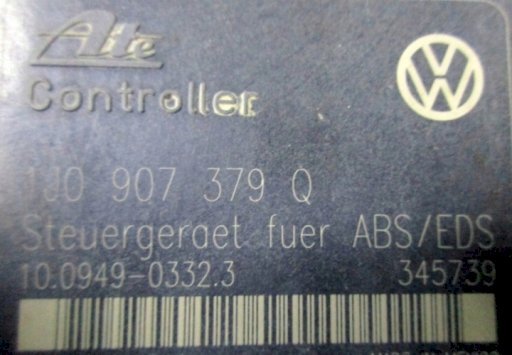 Ate
Controller
1J0 907 379 Q
Steuergeraet fuer ABS/EDS
10.0949-0332.3 345739